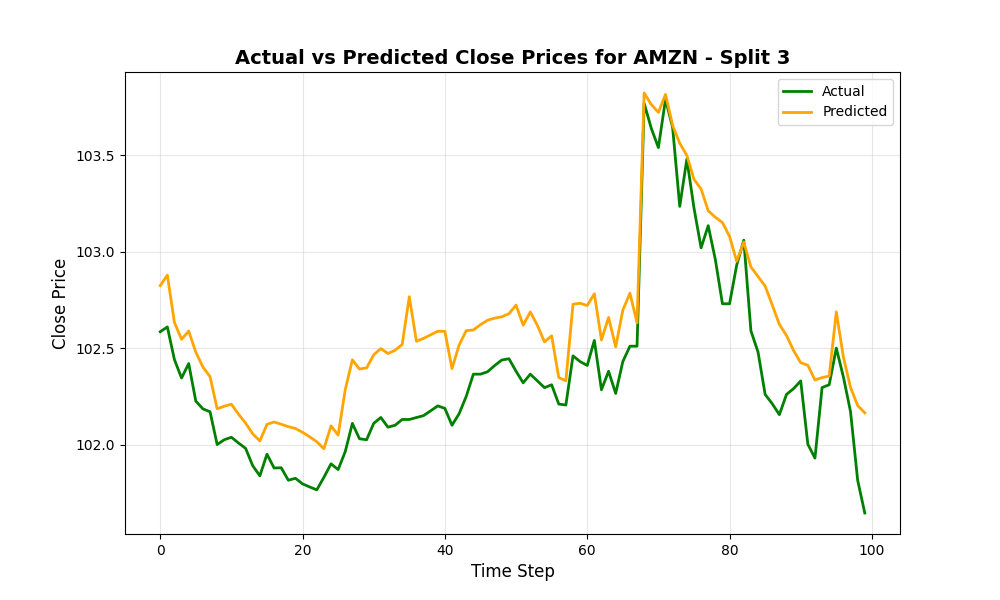 Actual vs Predicted Close Prices for AMZN - Split 3
Actual
Predicted
Close Price
103.5
103.0
102.5
102.0
0 20 40 60 80 100
Time Step